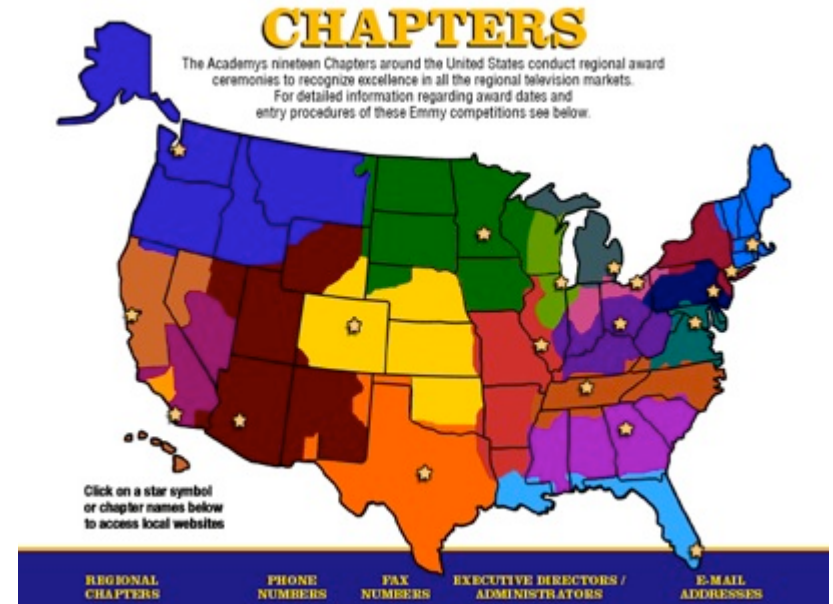 CHAPTERS
The Academys nineteen Chapters around the United States conduct regional award
ceremonies to recognize excellence in all the regional television markets.
For detailed information regarding award dates and
entry procedures of these Emmy competitions see below.
Click on a star symbol
or chapter names below
to access local websites
REGIONAL CHAPTERS
PHONE NUMBERS
FAX NUMBERS
EXECUTIVE DIRECTORS / ADMINISTRATORS
E-MAIL ADDRESSES